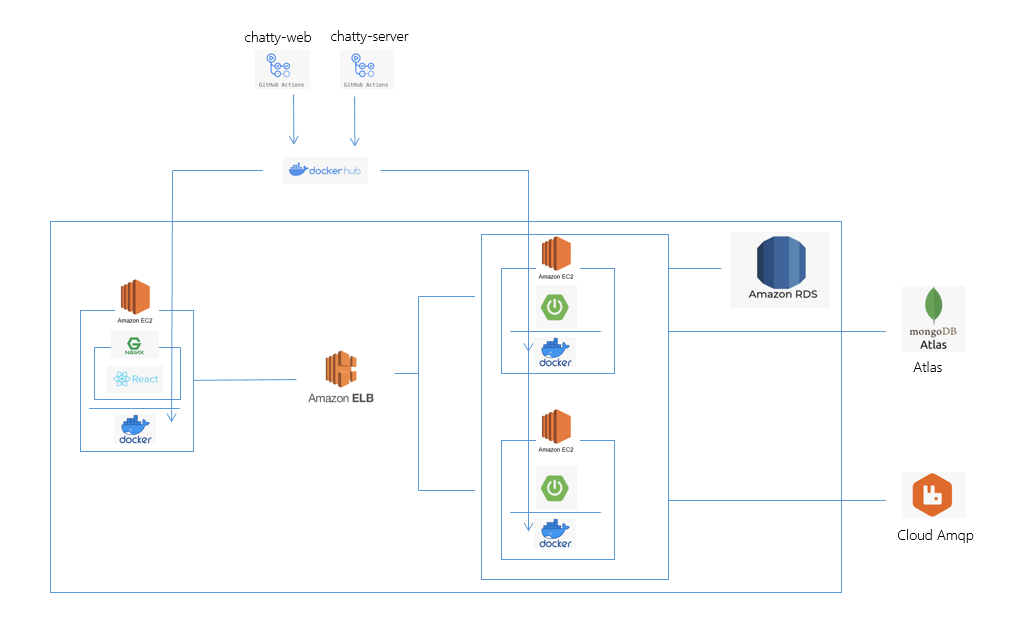 chatty-web
chatty-server
GitHub Actions
GitHub Actions
docker hub
Amazon EC2
NGINX
React
docker
Amazon ELB
Amazon EC2
docker
Amazon EC2
docker
Amazon RDS
mongoDB
Atlas
Atlas
Cloud Amqp